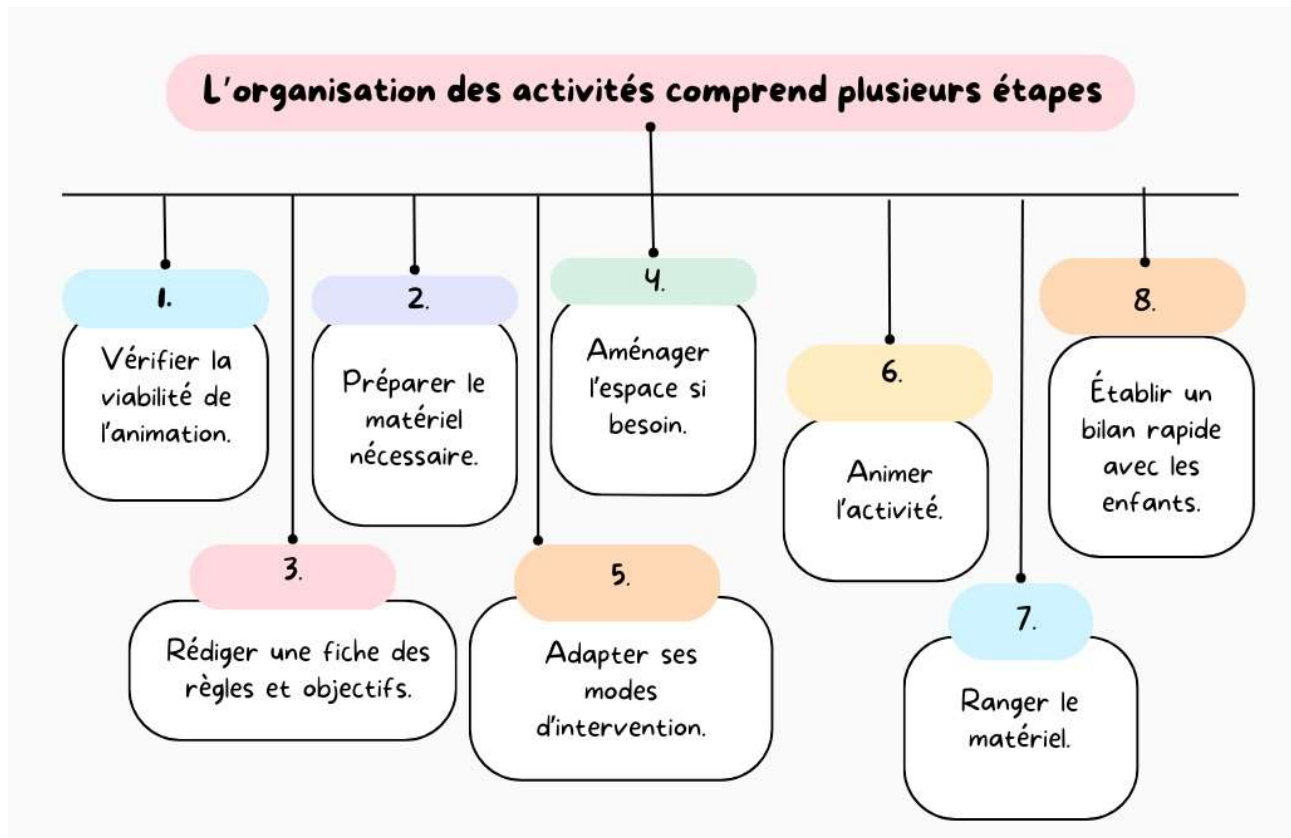 L'organisation des activités comprend plusieurs étapes
1.
Vérifier la
viabilité de
l'animation.
2.
Préparer le
matériel
nécessaire.
3.
Rédiger une fiche des
règles et objectifs.
4.
Aménager
l'espace si
besoin.
5.
Adapter ses
modes
d'intervention.
6.
Animer
l'activité.
7.
Ranger le
matériel.
8.
Établir un
bilan rapide
avec les
enfants.